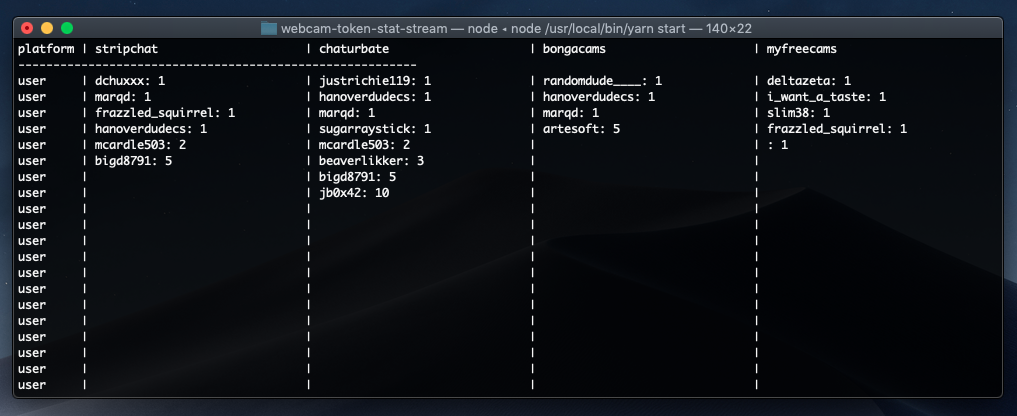 webcam-token-stat-stream — node ◂ node /usr/local/bin/yarn start — 140×22
platform | stripchat | chaturbate | bongacams | myfreecams
------------------------------------------------------------
user | dchuxxx: 1 | justrichie119: 1 | randomdude____: 1 | deltazeta: 1
user | marqd: 1 | hanoverdudecs: 1 | hanoverdudecs: 1 | i_want_a_taste: 1
user | frazzled_squirrel: 1 | marqd: 1 | marqd: 1 | slim38: 1
user | hanoverdudecs: 1 | sugarraystick: 1 | artesoft: 5 | frazzled_squirrel: 1
user | mcardle503: 2 | mcardle503: 2 | | : 1
user | bigd8791: 5 | beaverlikker: 3 | |
user | | bigd8791: 5 | |
user | | jb0x42: 10 | |
user | | | |
user | | | |
user | | | |
user | | | |
user | | | |
user | | | |
user | | | |
user | | | |
user | | | |
user | | | |
user | | | |
user | | | |